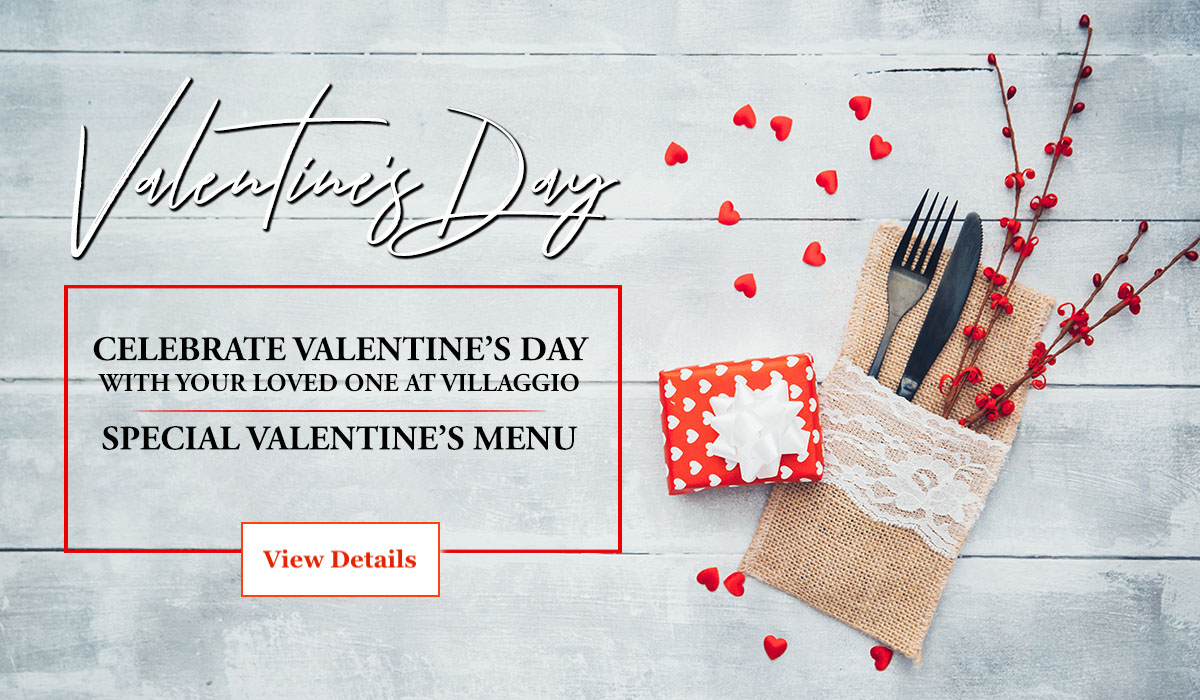 Valentine's Day
CELEBRATE VALENTINE’S DAY
WITH YOUR LOVED ONE AT VILLAGGIO
SPECIAL VALENTINE’S MENU
View Details